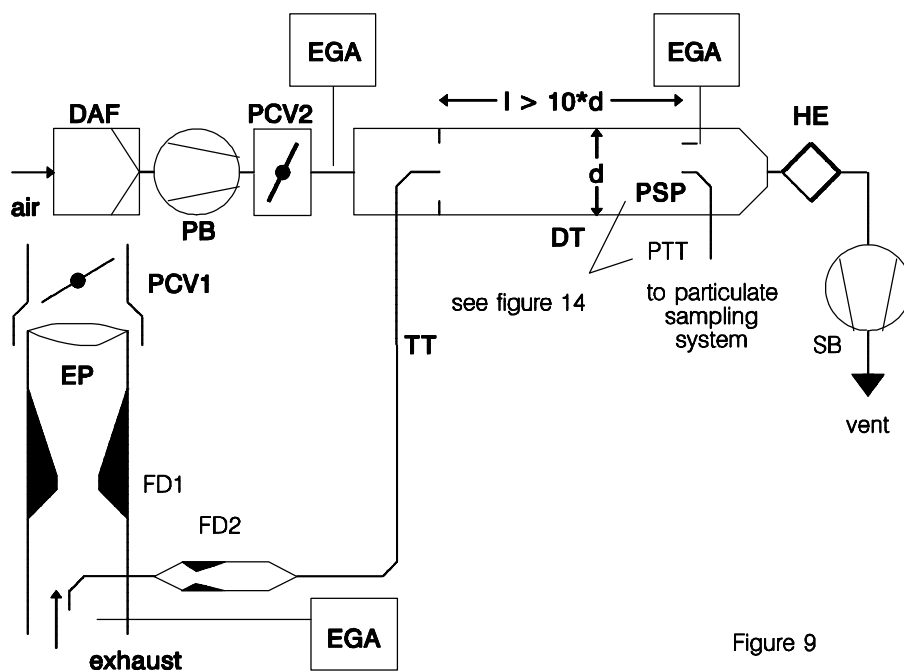 EGA
EGA
l > 10*d
DAF
PCV2
HE
d
air
PB
PSP
DT
PTT
PCV1
see figure 14
to particulate
sampling
system
TT
SB
EP
vent
FD1
FD2
EGA
Figure 9
exhaust